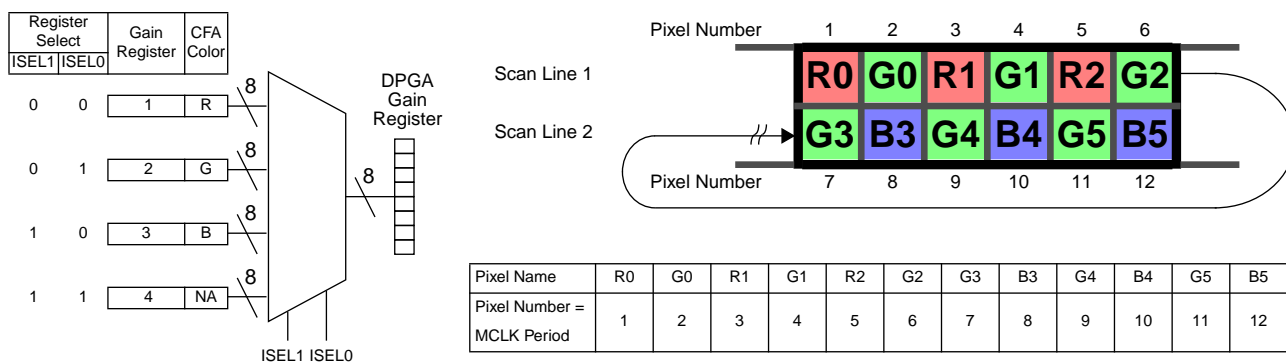 Register Select
Gain Register
CFA Color
ISEL1 ISEL0
0 0 1 R 8
0 1 2 G 8
1 0 3 B 8
1 1 4 NA 8
ISEL1 ISEL0
8
DPGA
Gain
Register
Pixel Number 1 2 3 4 5 6
Scan Line 1 R0 G0 R1 G1 R2 G2
Scan Line 2 G3 B3 G4 B4 G5 B5
Pixel Number 7 8 9 10 11 12
Pixel Name R0 G0 R1 G1 R2 G2 G3 B3 G4 B4 G5 B5
Pixel Number =
MCLK Period
1 2 3 4 5 6 7 8 9 10 11 12